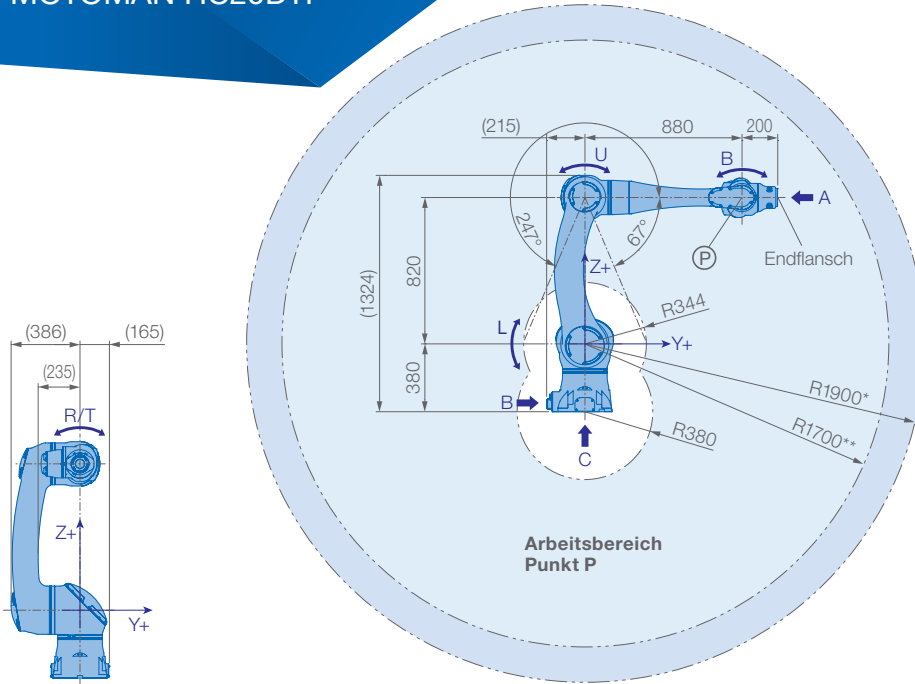 (215)
880
200
U
B
A
247°
67°
P
Endflansch
(1324)
820
Z+
R344
L
Y+
380
B
R1900*
R1700**
R380
C
Arbeitsbereich
Punkt P
(386)
(165)
(235)
R/T
Z+
Y+